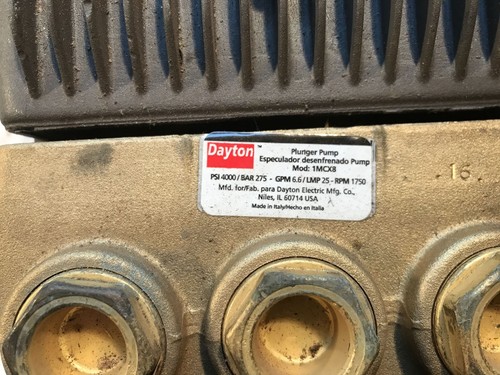 Dayton™
Plunger Pump
Especulador desenfrenado Pump
Mod: 1MCX8
PSI 4000/BAR 275 - GPM 6.6/LMP 25 - RPM 1750
Mfd. for/Fab. para Dayton Electric Mfg. Co.,
Niles, IL 60714 USA
Made in Italy/Hecho en Italia
16